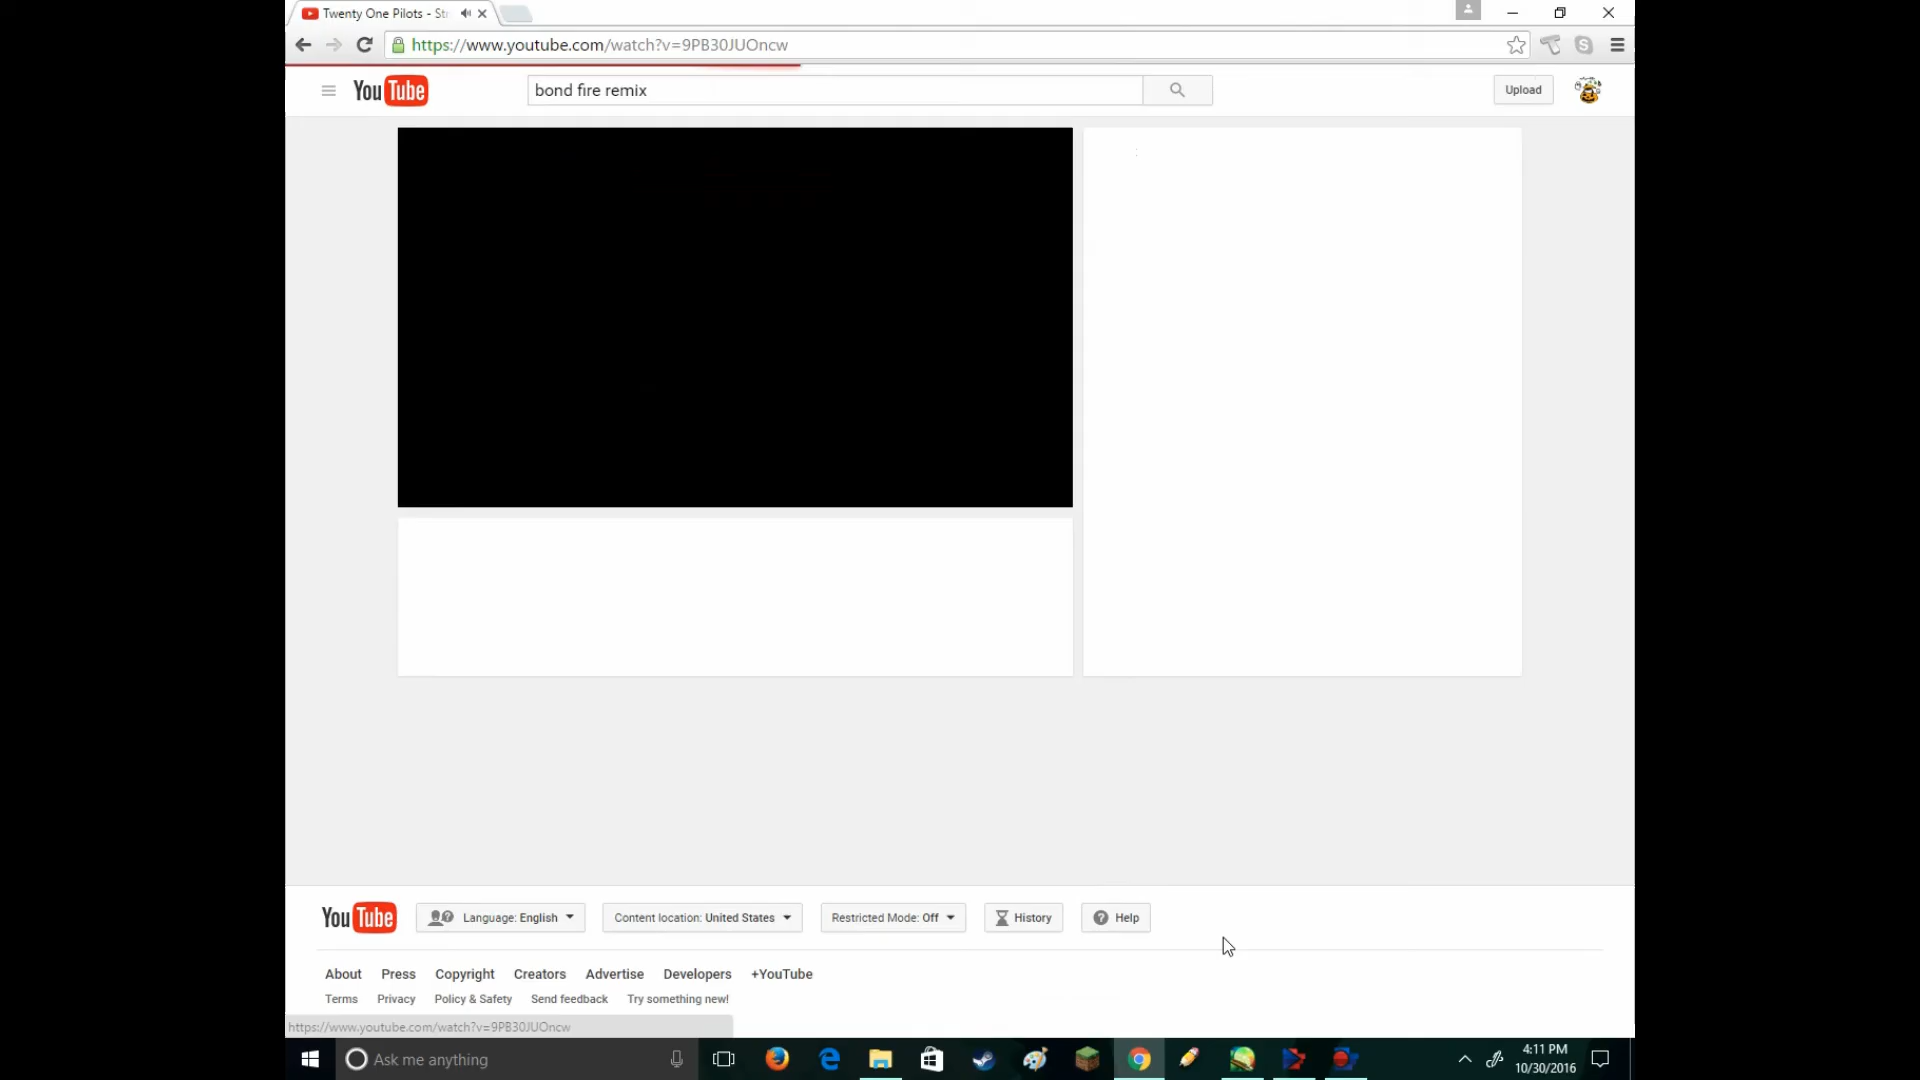 Twenty One Pilots - Str
https://www.youtube.com/watch?v=9PB30JUOncw
YouTube
bond fire remix
Upload
YouTube
Language: English
Content location: United States
Restricted Mode: Off
History
Help
About Press Copyright Creators Advertise Developers +YouTube
Terms Privacy Policy & Safety Send feedback Try something new!
https://www.youtube.com/watch?v=9PB30JUOncw
Ask me anything
4:11 PM
10/30/2016